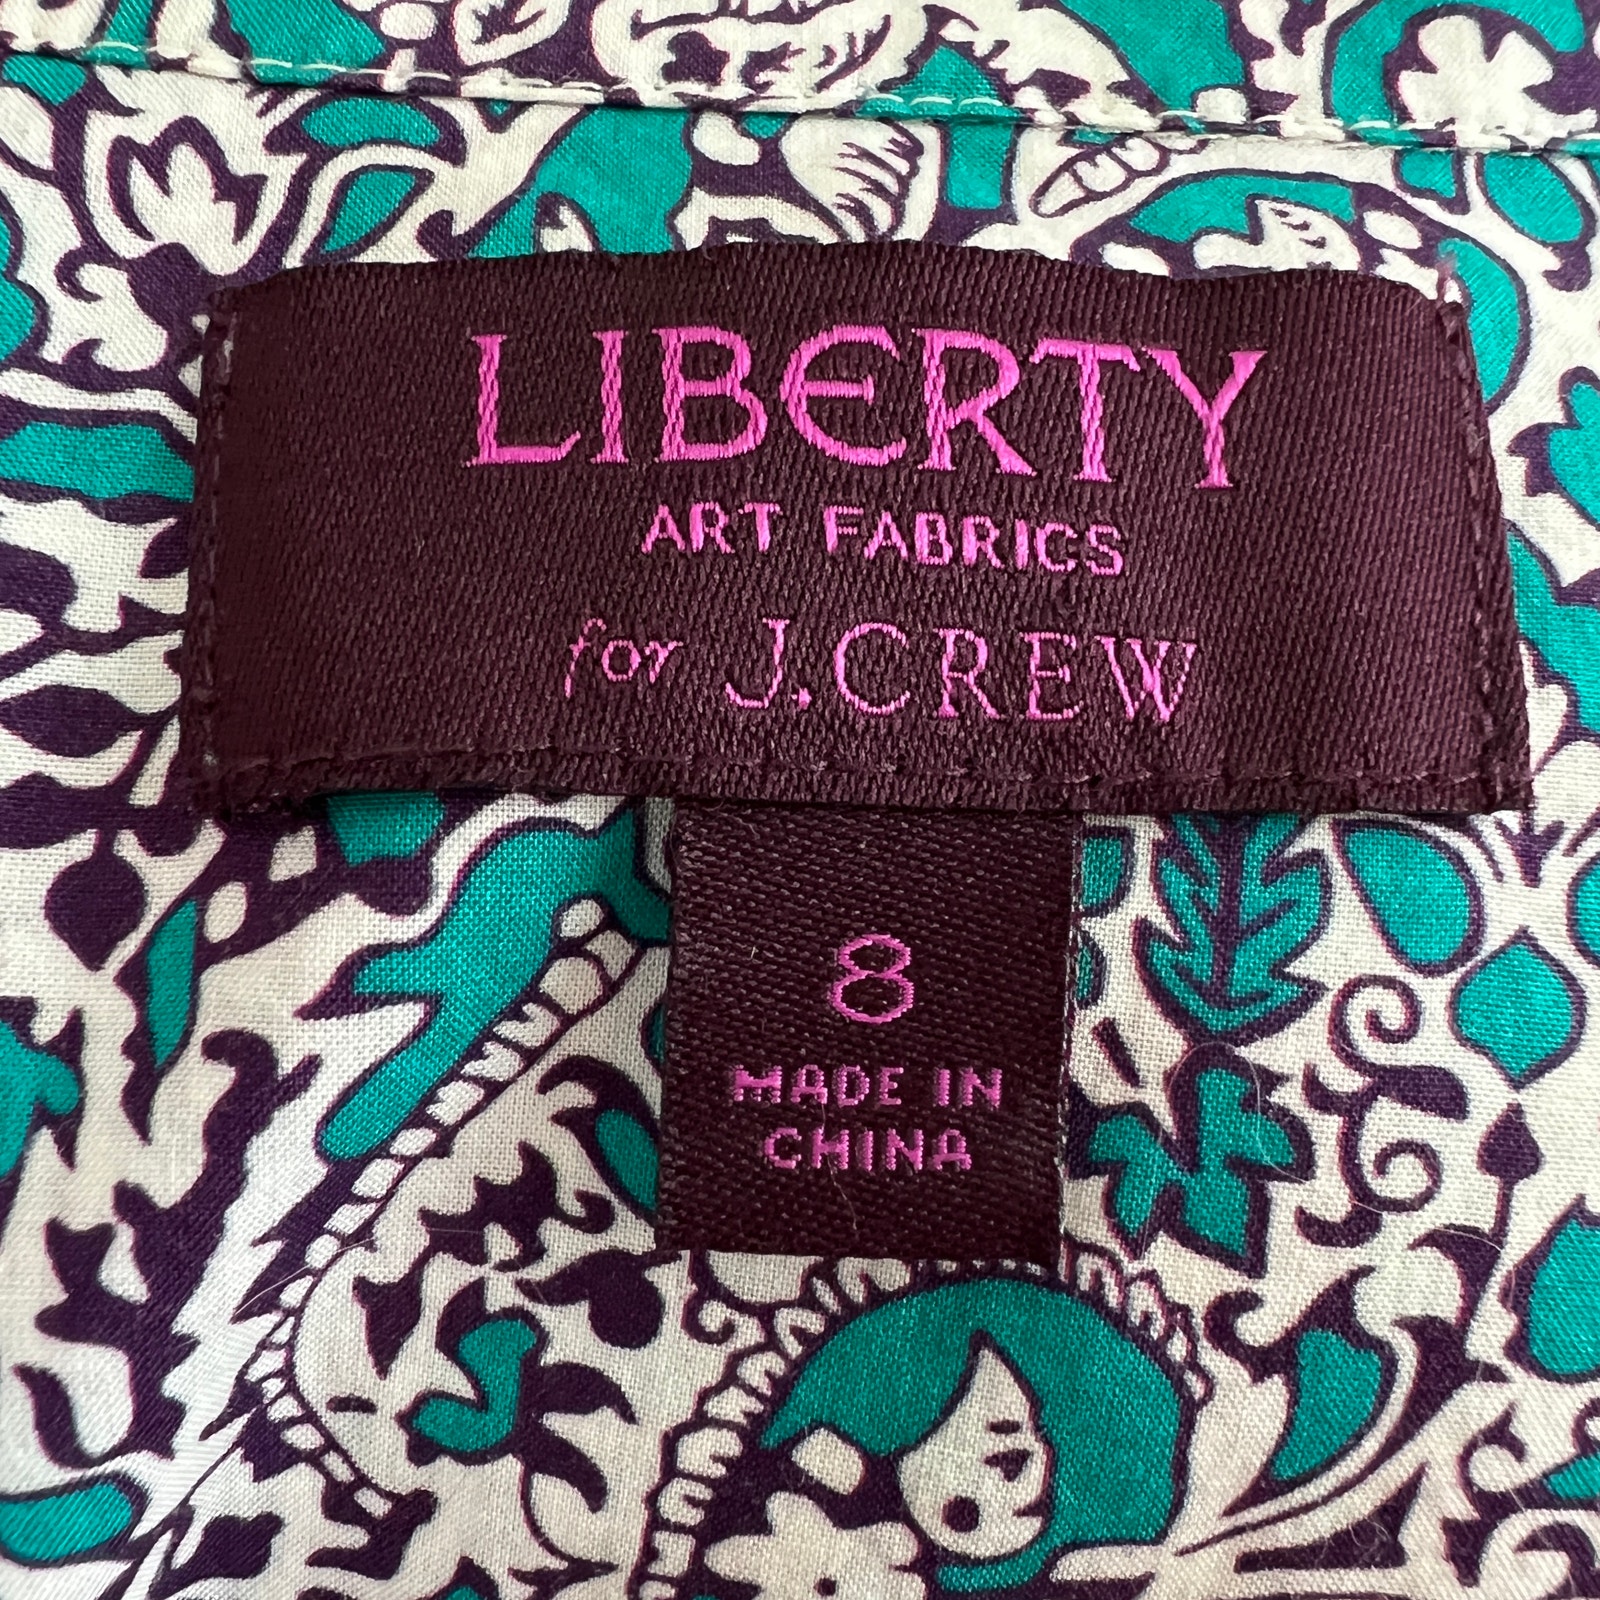 LIBERTY
ART FABRICS
for J.CREW
8
MADE IN
CHINA